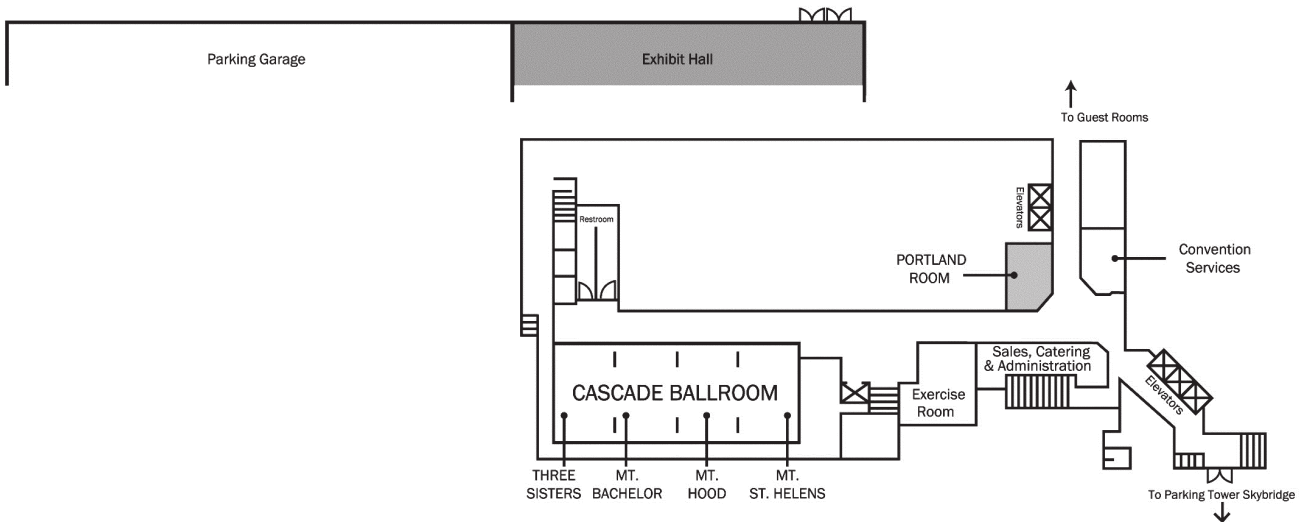 Parking Garage
Exhibit Hall
To Guest Rooms
Elevators
Restroom
PORTLAND
ROOM
Convention
Services
Sales, Catering
& Administration
CASCADE BALLROOM
Exercise
Room
Elevators
THREE
SISTERS
MT.
BACHELOR
MT.
HOOD
MT.
ST. HELENS
To Parking Tower Skybridge